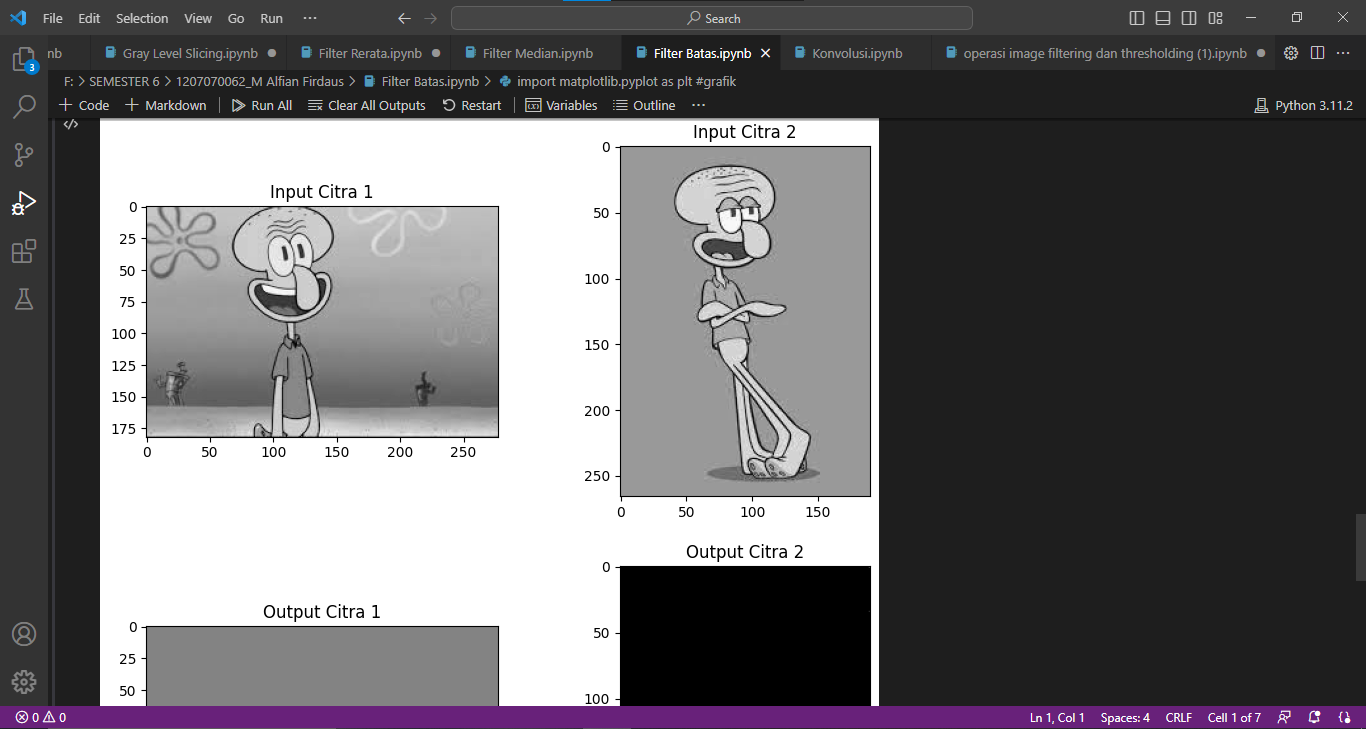 File Edit Selection View Go Run ··· Search
nb Gray Level Slicing.ipynb Filter Rerata.ipynb Filter Median.ipynb Filter Batas.ipynb Konvolusi.ipynb operasi image filtering dan thresholding (1).ipynb ···
3
F: > SEMESTER 6 > 1207070062_M Alfian Firdaus > Filter Batas.ipynb > import matplotlib.pyplot as plt #grafik
+ Code + Markdown Run All Clear All Outputs Restart Variables Outline ··· Python 3.11.2
Input Citra 1
0
25
50
75
100
125
150
175
0 50 100 150 200 250
Input Citra 2
0
50
100
150
200
250
0 50 100 150
Output Citra 1
0
25
50
Output Citra 2
0
50
100
0 0 Ln 1, Col 1 Spaces: 4 CRLF Cell 1 of 7